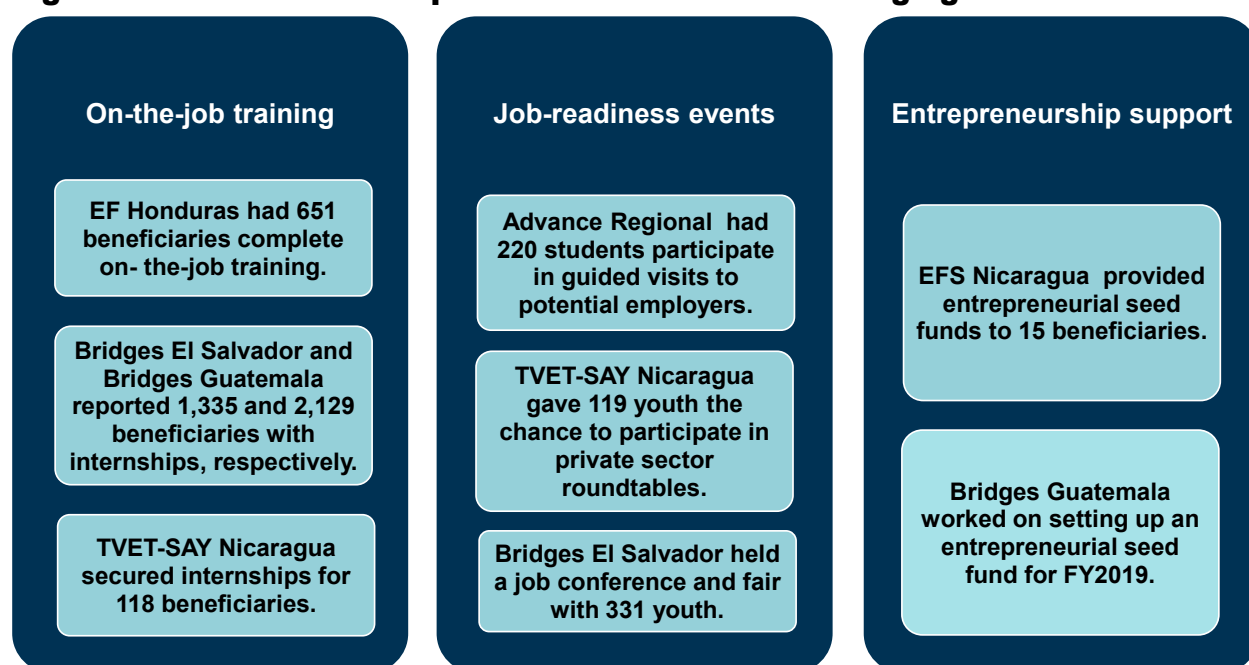 On-the-job training
EF Honduras had 651
beneficiaries complete
on- the-job training.
Bridges El Salvador and
Bridges Guatemala
reported 1,335 and 2,129
beneficiaries with
internships, respectively.
TVET-SAY Nicaragua
secured internships for
118 beneficiaries.
Job-readiness events
Advance Regional had
220 students participate
in guided visits to
potential employers.
TVET-SAY Nicaragua
gave 119 youth the
chance to participate in
private sector
roundtables.
Bridges El Salvador held
a job conference and fair
with 331 youth.
Entrepreneurship support
EFS Nicaragua provided
entrepreneurial seed
funds to 15 beneficiaries.
Bridges Guatemala
worked on setting up an
entrepreneurial seed
fund for FY2019.